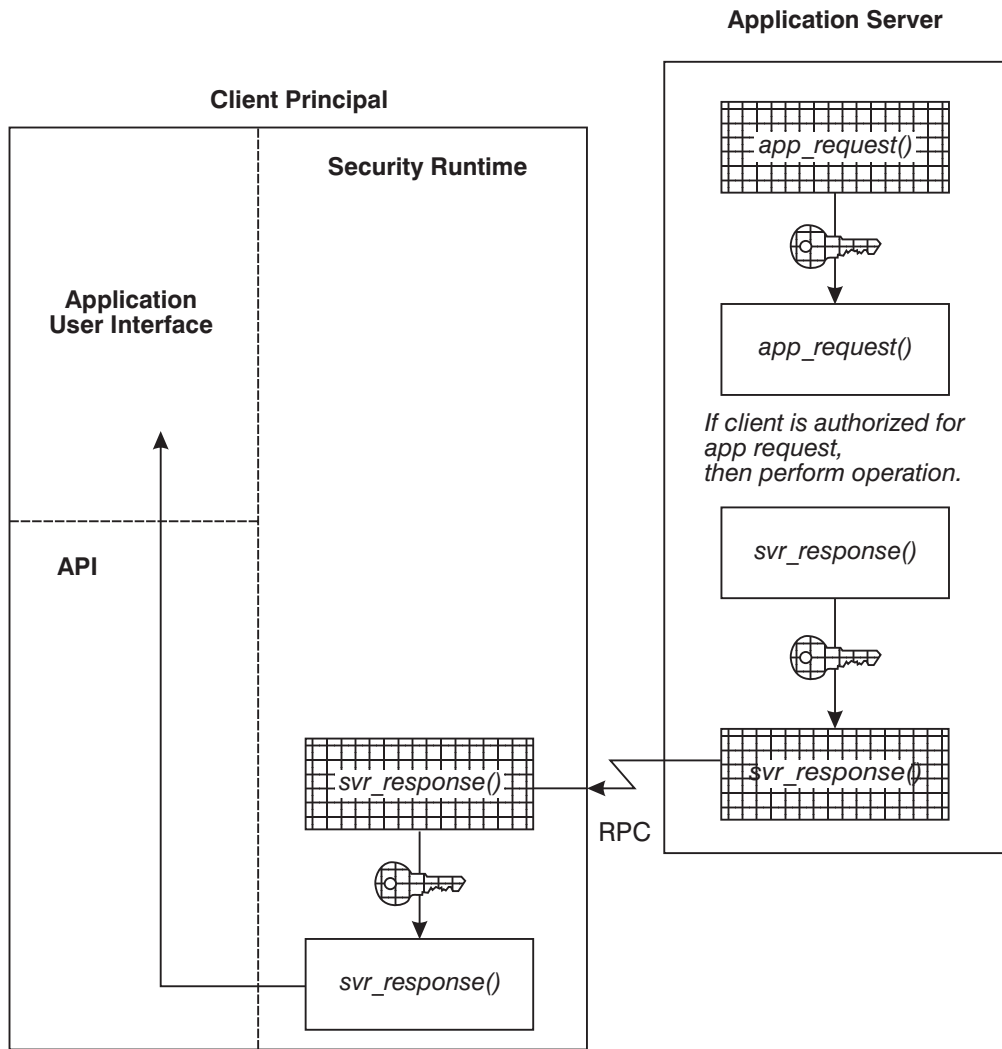 Application Server
Client Principal
Security Runtime
Application
User Interface
API
app_request()
app_request()
If client is authorized for
app request,
then perform operation.
svr_response()
svr_response()
RPC
svr_response()
svr_response()